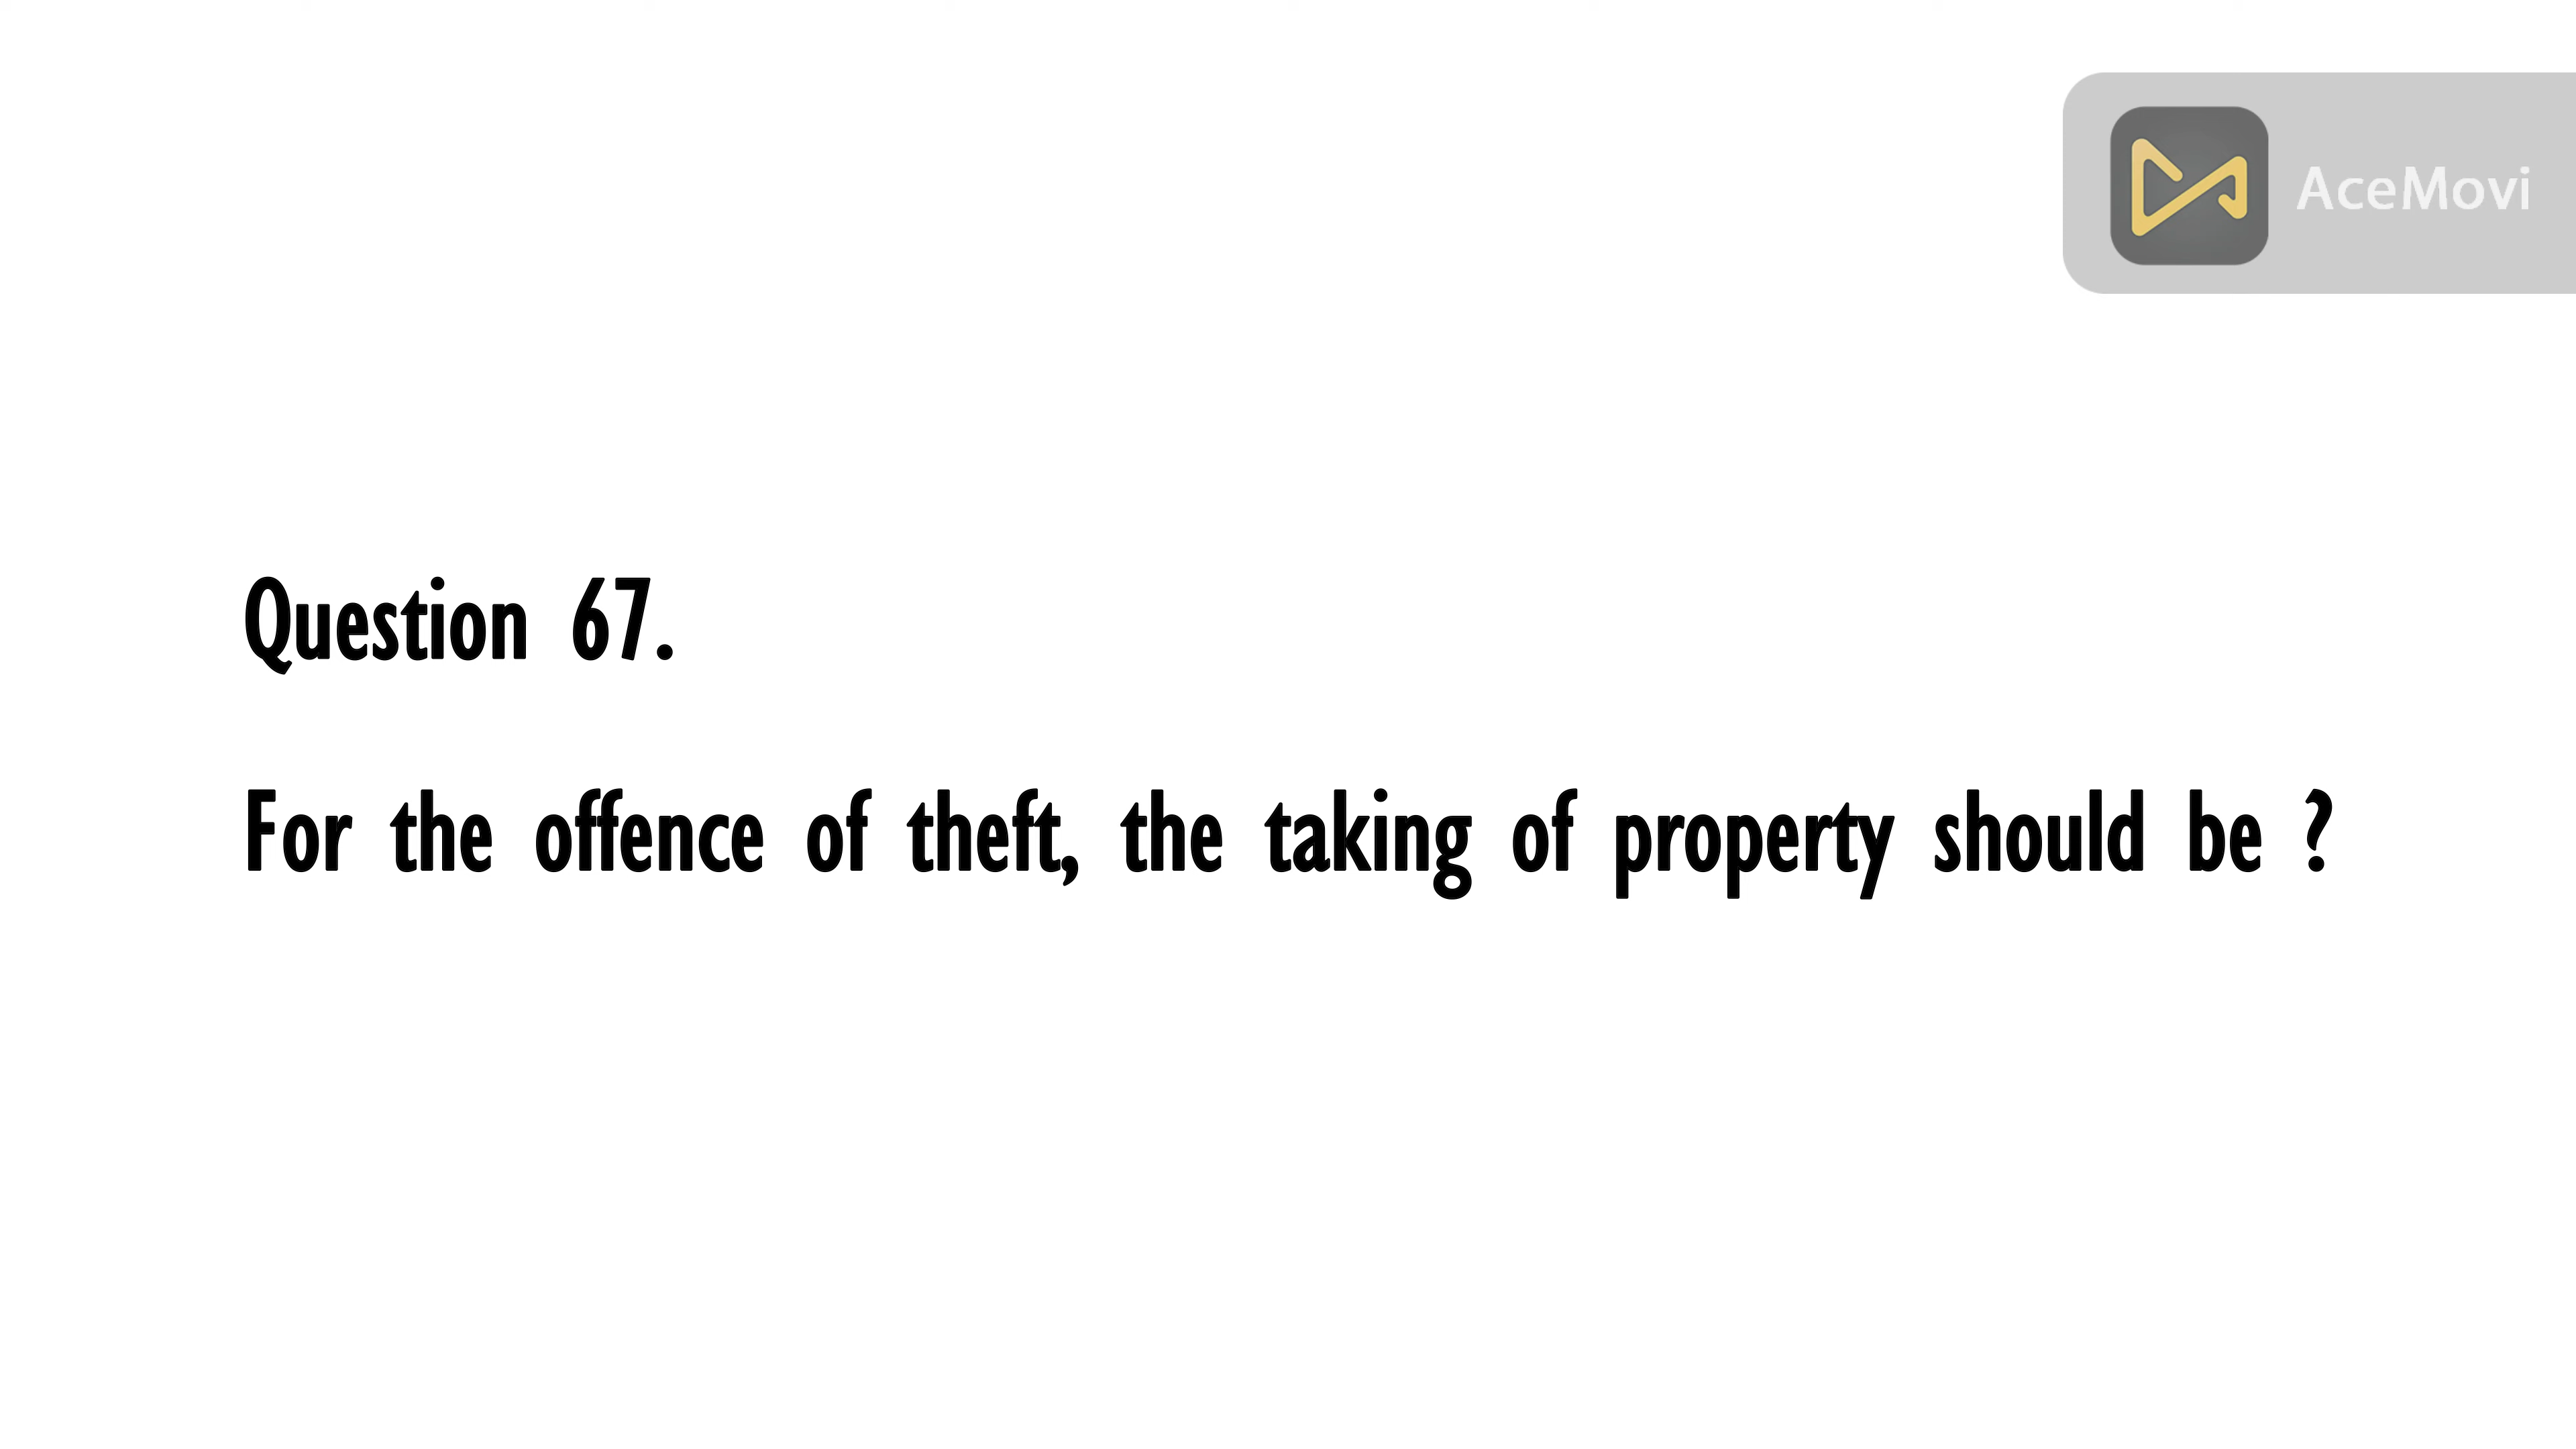 AceMovi
Question 67.
For the offence of theft, the taking of property should be ?